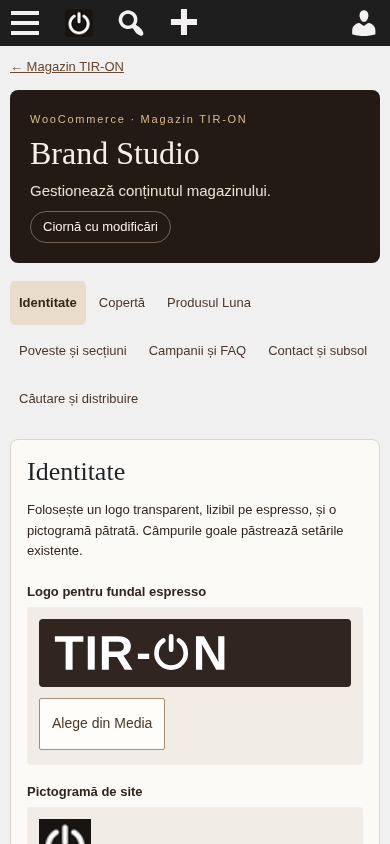 ← Magazin TIR-ON
WooCommerce · Magazin TIR-ON
Brand Studio
Gestionează conținutul magazinului.
Ciornă cu modificări
Identitate Copertă Produsul Luna
Poveste și secțiuni Campanii și FAQ Contact și subsol
Căutare și distribuire
Identitate
Folosește un logo transparent, lizibil pe espresso, și o
pictogramă pătrată. Câmpurile goale păstrează setările
existente.
Logo pentru fundal espresso
TIR-ON
Alege din Media
Pictogramă de site